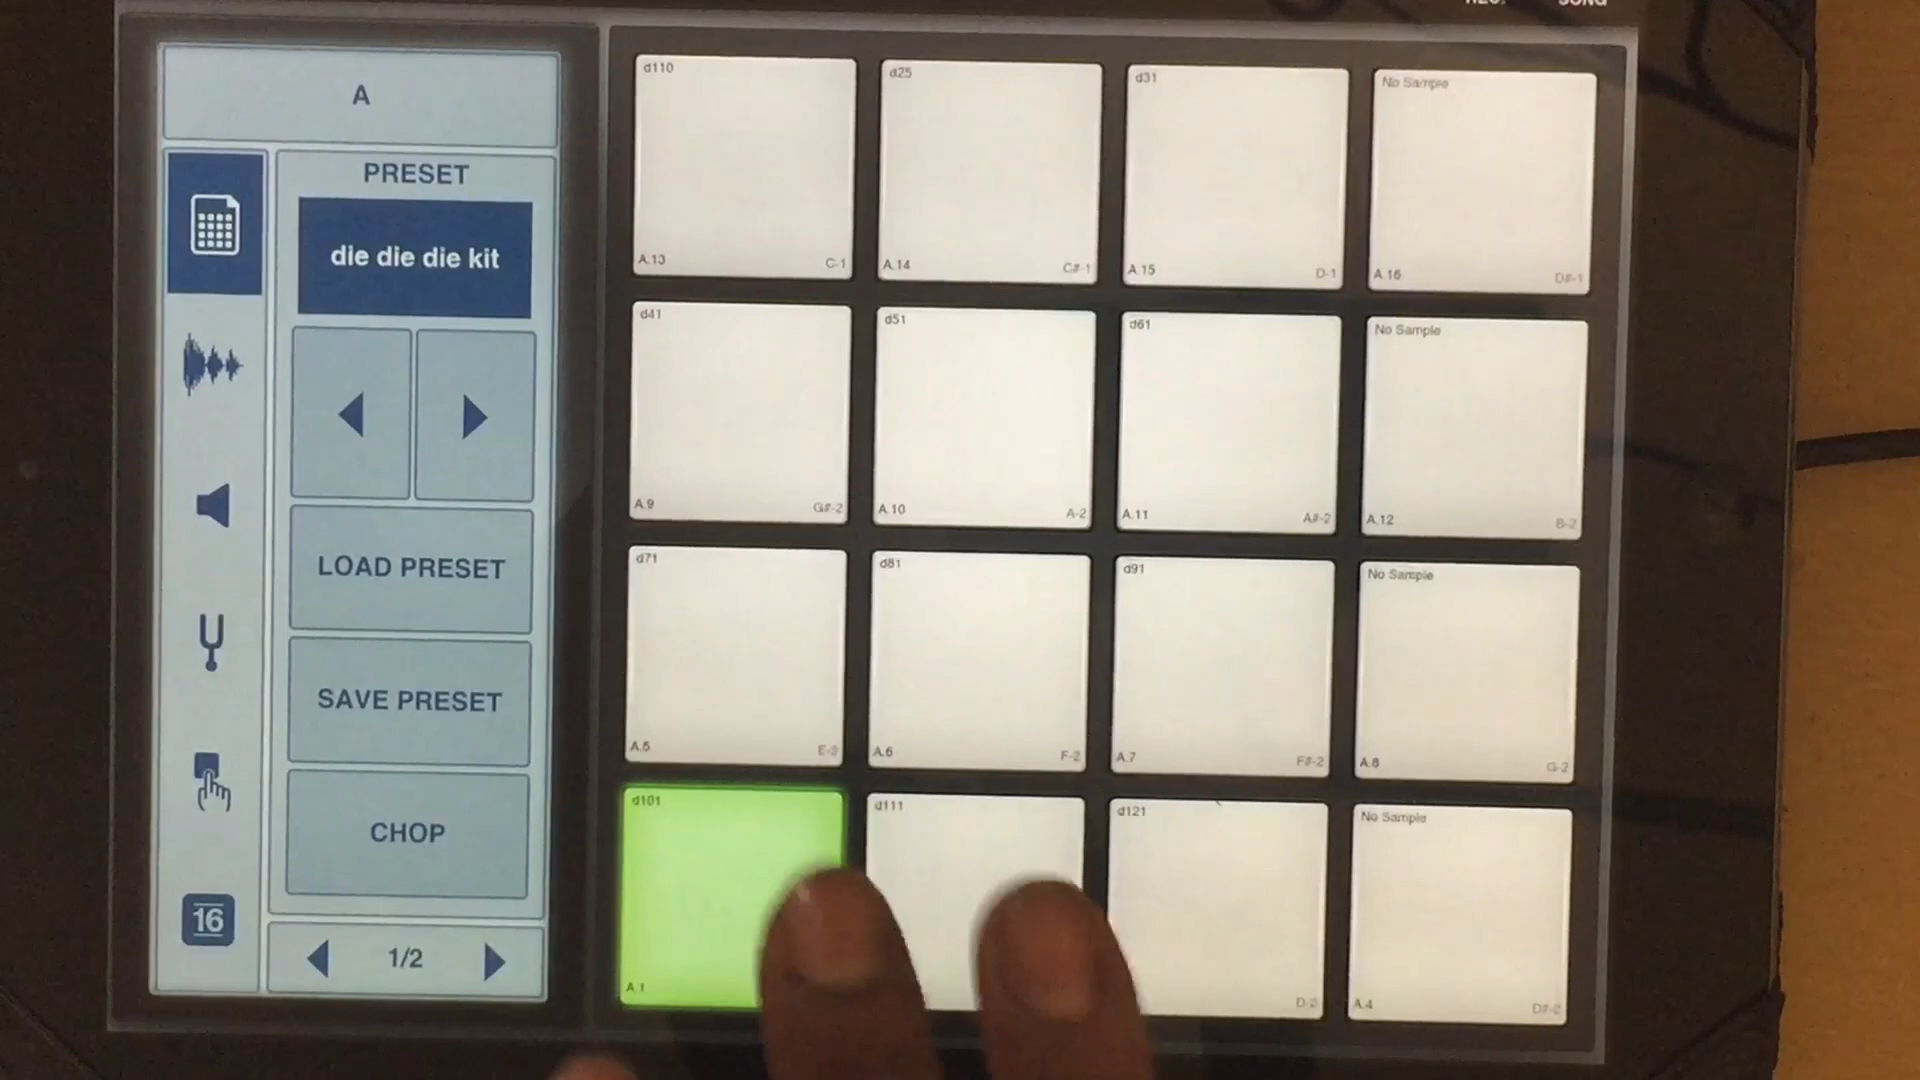 A
PRESET
die die die kit
LOAD PRESET
SAVE PRESET
CHOP
16
1/2
d110
A.13
C-1
d25
A.14
C#-1
d31
A.15
D-1
No Sample
A.16
D#-1
d41
A.9
G#-2
d51
A.10
A-2
d61
A.11
A#-2
No Sample
A.12
B-2
d71
A.5
E-2
d81
A.6
F-2
d91
A.7
F#-2
No Sample
A.8
G-2
d101
A.1
d111
d121
D-2
No Sample
A.4
D#-2